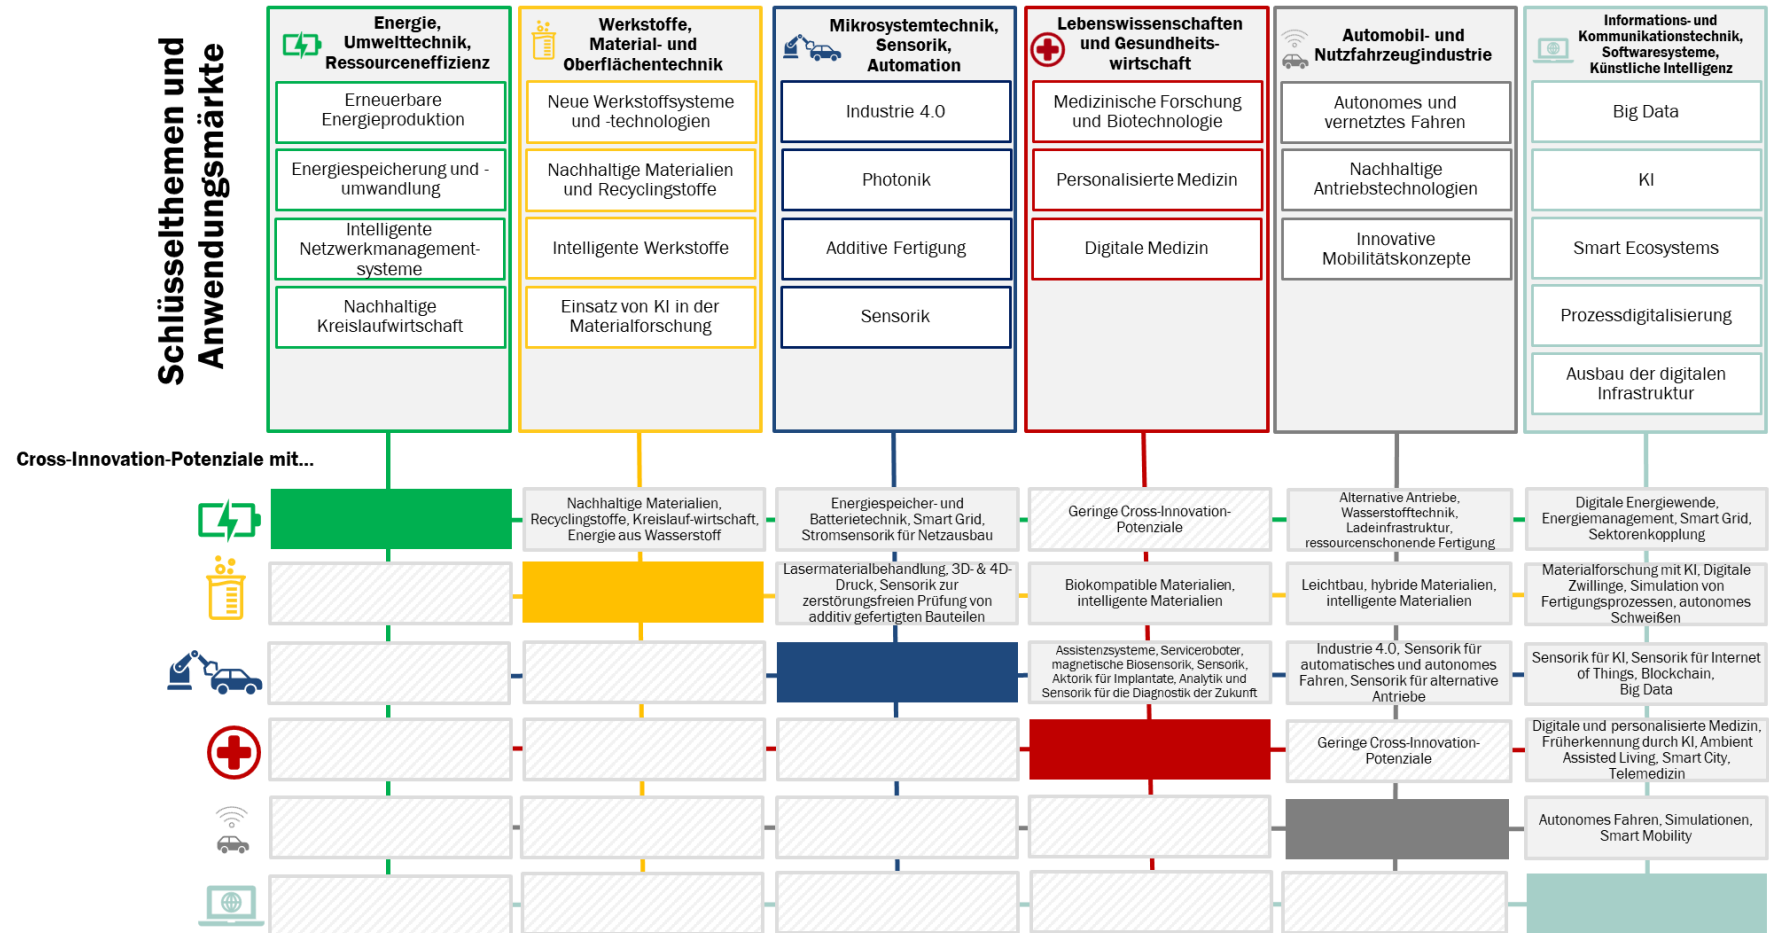 Schlüsselthemen und
Anwendungsmärkte
Energie,
Umwelttechnik,
Ressourceneffizienz
Erneuerbare
Energieproduktion
Energiespeicherung und -
umwandlung
Intelligente
Netzwerkmanagement-
systeme
Nachhaltige
Kreislaufwirtschaft
Werkstoffe,
Material- und
Oberflächentechnik
Neue Werkstoffsysteme
und -technologien
Nachhaltige Materialien
und Recyclingstoffe
Intelligente Werkstoffe
Einsatz von KI in der
Materialforschung
Mikrosystemtechnik,
Sensorik,
Automation
Industrie 4.0
Photonik
Additive Fertigung
Sensorik
Lebenswissenschaften
und Gesundheits-
wirtschaft
Medizinische Forschung
und Biotechnologie
Personalisierte Medizin
Digitale Medizin
Automobil- und
Nutzfahrzeugindustrie
Autonomes und
vernetztes Fahren
Nachhaltige
Antriebstechnologien
Innovative
Mobilitätskonzepte
Informations- und
Kommunikationstechnik,
Softwaresysteme,
Künstliche Intelligenz
Big Data
KI
Smart Ecosystems
Prozessdigitalisierung
Ausbau der digitalen
Infrastruktur
Cross-Innovation-Potenziale mit...
Nachhaltige Materialien,
Recyclingstoffe, Kreislauf-wirtschaft,
Energie aus Wasserstoff
Energiespeicher- und
Batterietechnik, Smart Grid,
Stromsensorik für Netzausbau
Geringe Cross-Innovation-
Potenziale
Alternative Antriebe,
Wasserstofftechnik,
Ladeinfrastruktur,
ressourcenschonende Fertigung
Digitale Energiewende,
Energiemanagement, Smart Grid,
Sektorenkopplung
Lasermaterialbehandlung, 3D- & 4D-
Druck, Sensorik zur
zerstörungsfreien Prüfung von
additiv gefertigten Bauteilen
Biokompatible Materialien,
intelligente Materialien
Leichtbau, hybride Materialien,
intelligente Materialien
Materialforschung mit KI, Digitale
Zwillinge, Simulation von
Fertigungsprozessen, autonomes
Schweißen
Assistenzsysteme, Serviceroboter,
magnetische Biosensorik, Sensorik,
Aktorik für Implantate, Analytik und
Sensorik für die Diagnostik der Zukunft
Industrie 4.0, Sensorik für
automatisches und autonomes
Fahren, Sensorik für alternative
Antriebe
Sensorik für KI, Sensorik für Internet
of Things, Blockchain,
Big Data
Geringe Cross-Innovation-
Potenziale
Digitale und personalisierte Medizin,
Früherkennung durch KI, Ambient
Assisted Living, Smart City,
Telemedizin
Autonomes Fahren, Simulationen,
Smart Mobility